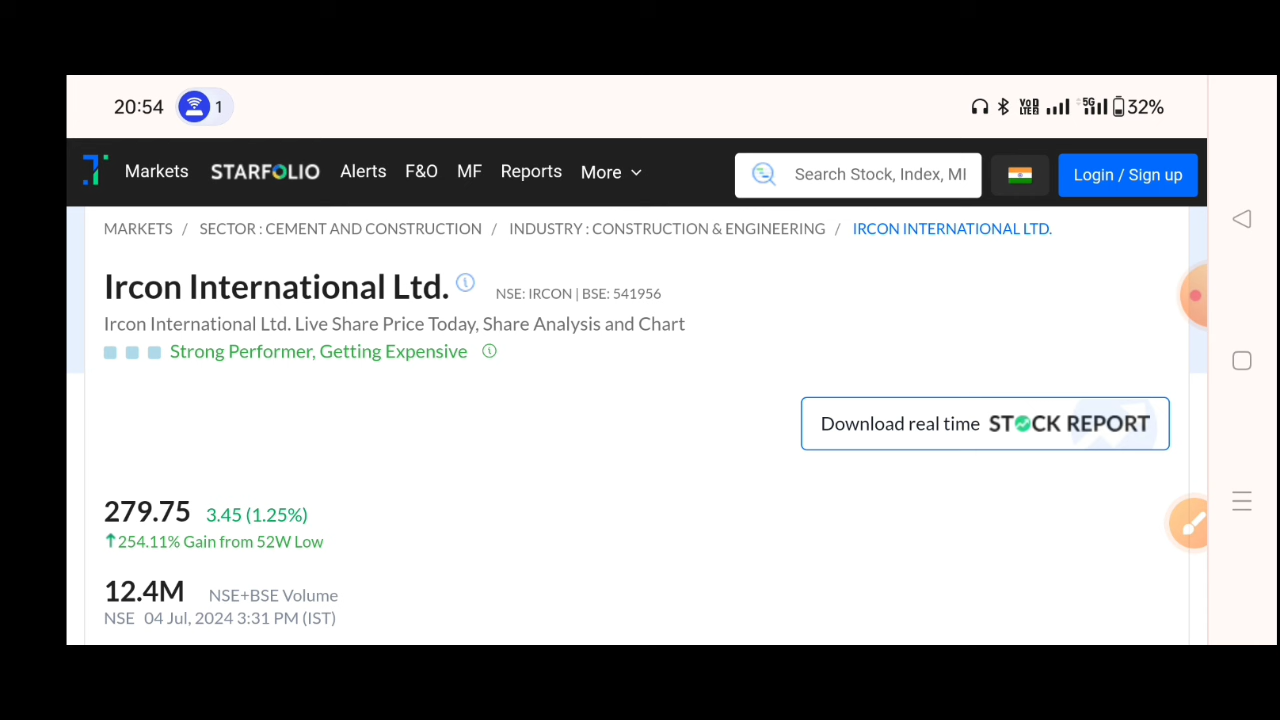 20:54 1 VoD LTER 5G 32%
Markets STARFOLIO Alerts F&O MF Reports More Search Stock, Index, MI Login / Sign up
MARKETS / SECTOR : CEMENT AND CONSTRUCTION / INDUSTRY : CONSTRUCTION & ENGINEERING / IRCON INTERNATIONAL LTD.
Ircon International Ltd. NSE: IRCON | BSE: 541956
Ircon International Ltd. Live Share Price Today, Share Analysis and Chart
Strong Performer, Getting Expensive
Download real time STOCK REPORT
279.75 3.45 (1.25%)
↑254.11% Gain from 52W Low
12.4M NSE+BSE Volume
NSE 04 Jul, 2024 3:31 PM (IST)